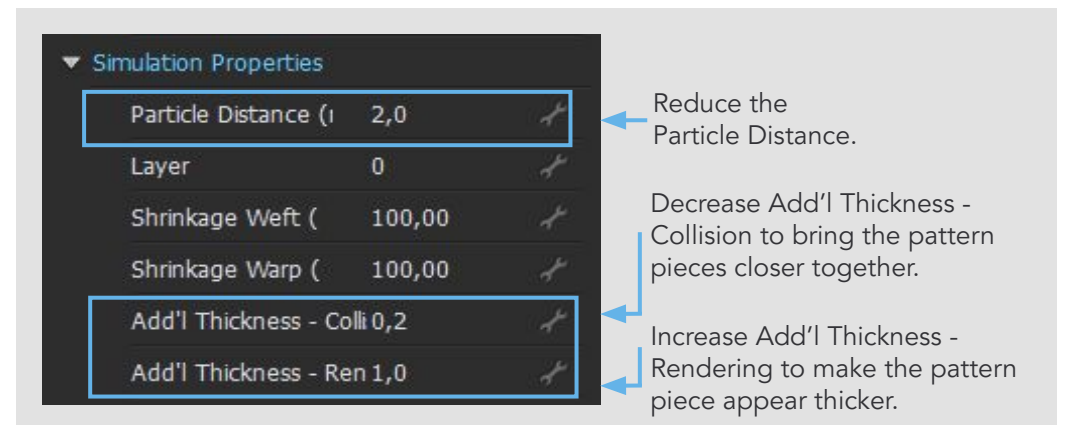 Simulation Properties
Particle Distance (ı 2,0
Layer 0
Shrinkage Weft ( 100,00
Shrinkage Warp ( 100,00
Add'l Thickness - Colli 0,2
Add'l Thickness - Ren 1,0
Reduce the
Particle Distance.
Decrease Add’l Thickness -
Collision to bring the pattern
pieces closer together.
Increase Add’l Thickness -
Rendering to make the pattern
piece appear thicker.